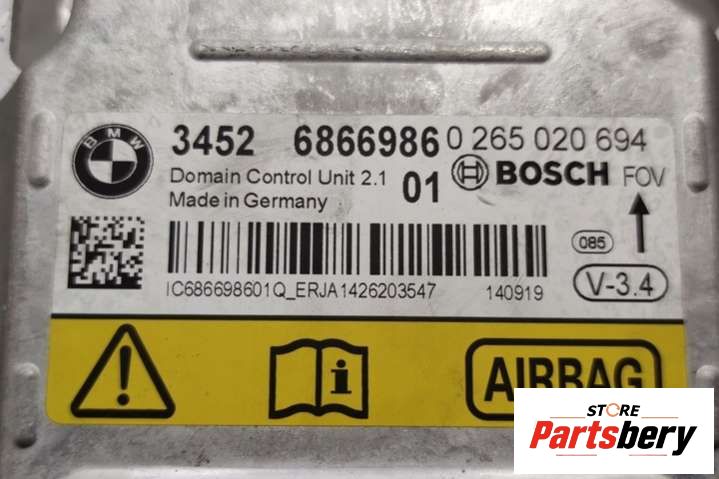 BMW
3452 6866986 0 265 020 694
Domain Control Unit 2.1 01 BOSCH FOV
Made in Germany
085
IC686698601Q_ERJA1426203547 140919
V-3.4
i
AIRBAG
STORE
Partsbery